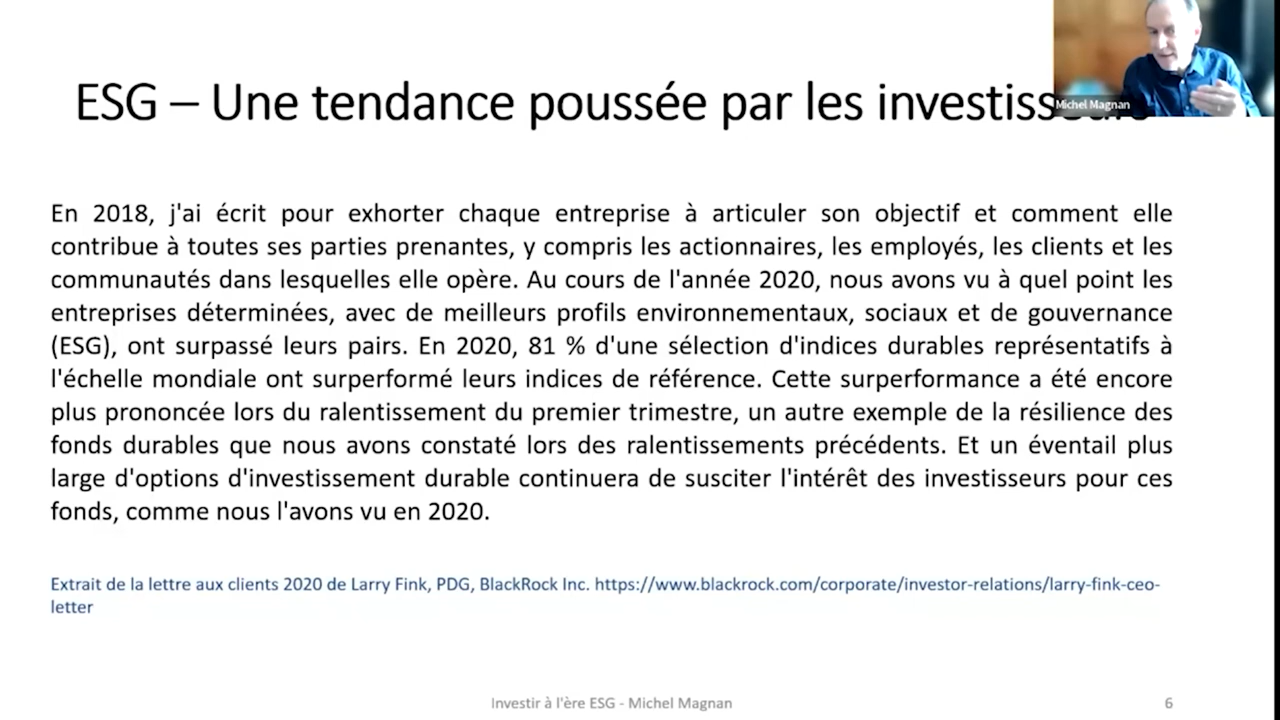 Michel Magnan
ESG – Une tendance poussée par les
En 2018, j'ai écrit pour exhorter chaque entreprise à articuler son objectif et comment elle
contribue à toutes ses parties prenantes, y compris les actionnaires, les employés, les clients et les
communautés dans lesquelles elle opère. Au cours de l'année 2020, nous avons vu à quel point les
entreprises déterminées, avec de meilleurs profils environnementaux, sociaux et de gouvernance
(ESG), ont surpassé leurs pairs. En 2020, 81 % d'une sélection d'indices durables représentatifs à
l'échelle mondiale ont surperformé leurs indices de référence. Cette surperformance a été encore
plus prononcée lors du ralentissement du premier trimestre, un autre exemple de la résilience des
fonds durables que nous avons constaté lors des ralentissements précédents. Et un éventail plus
large d'options d'investissement durable continuera de susciter l'intérêt des investisseurs pour ces
fonds, comme nous l'avons vu en 2020.
Extrait de la lettre aux clients 2020 de Larry Fink, PDG, BlackRock Inc. https://www.blackrock.com/corporate/investor-relations/larry-fink-ceo-
letter
Investir à l'ère ESG - Michel Magnan
6